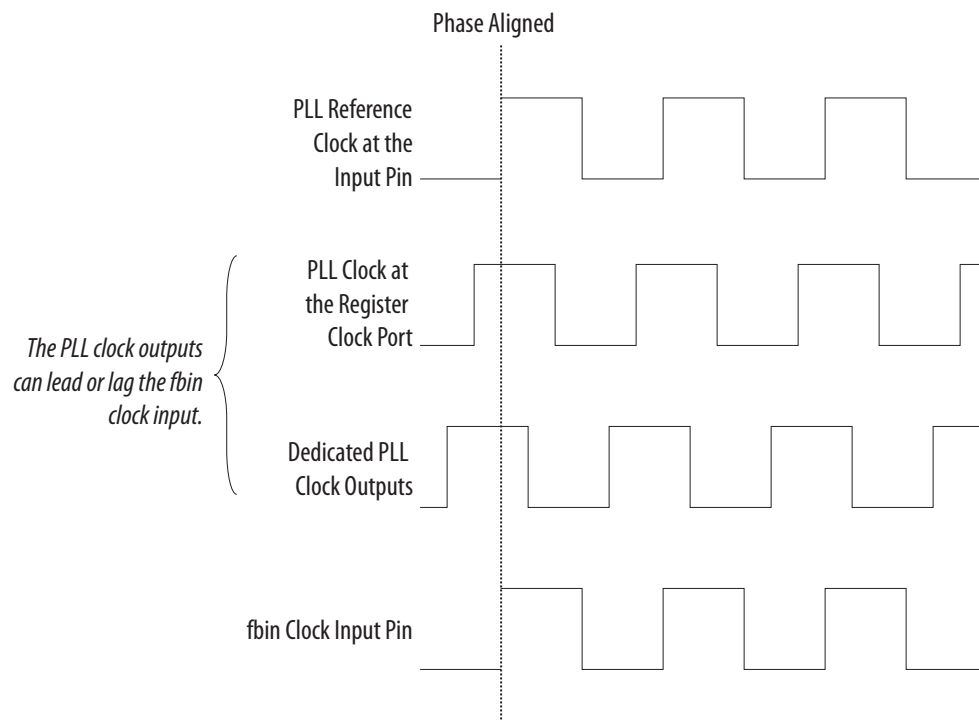 Phase Aligned
PLL Reference
Clock at the
Input Pin
PLL Clock at
the Register
Clock Port
The PLL clock outputs
can lead or lag the fbin
clock input.
Dedicated PLL
Clock Outputs
fbin Clock Input Pin